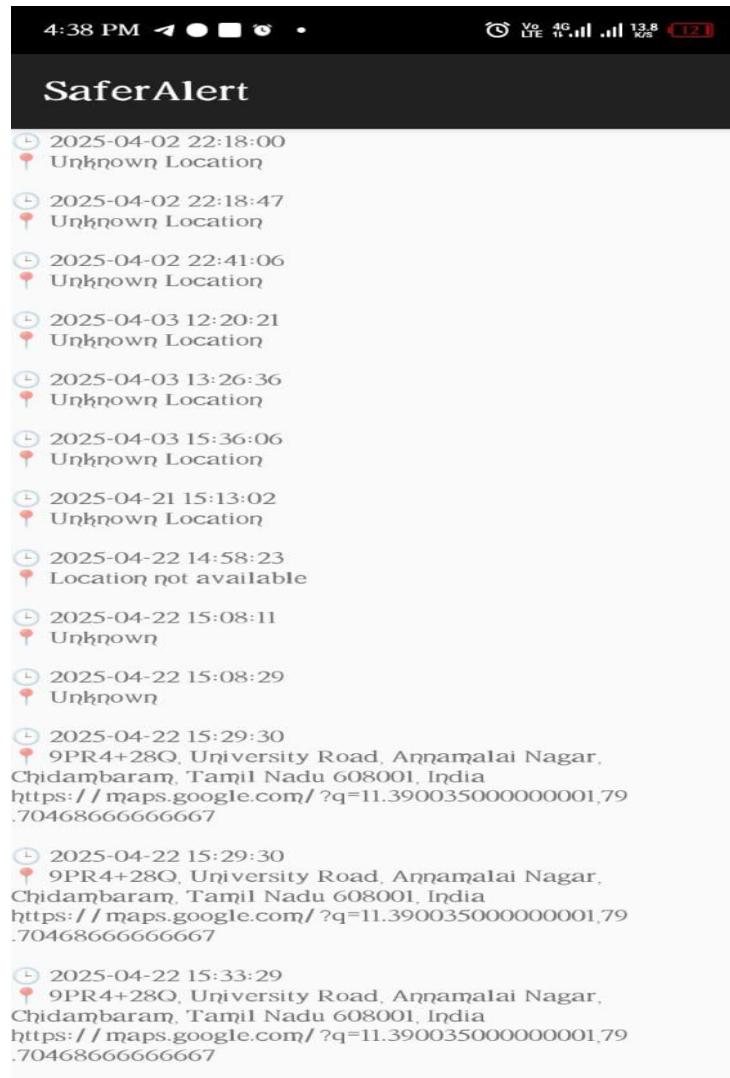 4:38 PM
Vo LTE 4G 13.8 K/S 12
SaferAlert
2025-04-02 22:18:00
Unknown Location
2025-04-02 22:18:47
Unknown Location
2025-04-02 22:41:06
Unknown Location
2025-04-03 12:20:21
Unknown Location
2025-04-03 13:26:36
Unknown Location
2025-04-03 15:36:06
Unknown Location
2025-04-21 15:13:02
Unknown Location
2025-04-22 14:58:23
Location not available
2025-04-22 15:08:11
Unknown
2025-04-22 15:08:29
Unknown
2025-04-22 15:29:30
9PR4+28Q, University Road, Annamalai Nagar,
Chidambaram, Tamil Nadu 608001, India
https://maps.google.com/?q=11.390035000000001,79
.70468666666667
2025-04-22 15:29:30
9PR4+28Q, University Road, Annamalai Nagar,
Chidambaram, Tamil Nadu 608001, India
https://maps.google.com/?q=11.390035000000001,79
.70468666666667
2025-04-22 15:33:29
9PR4+28Q, University Road, Annamalai Nagar,
Chidambaram, Tamil Nadu 608001, India
https://maps.google.com/?q=11.390035000000001,79
.70468666666667